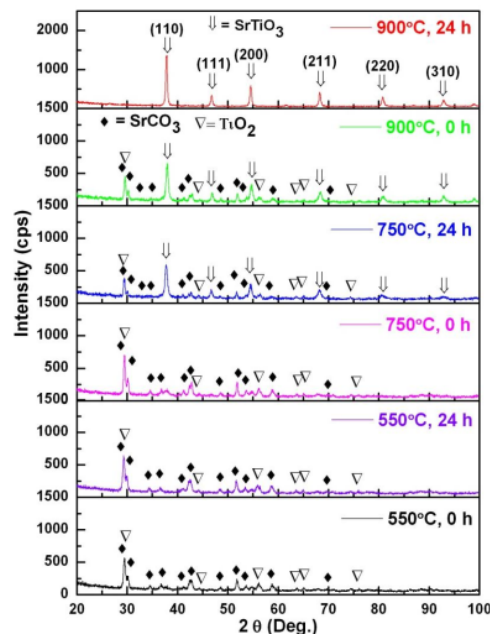 ⇓= SrTiO3
900°C, 24 h
(110)
(111)
(200)
(211)
(220)
(310)
2000
1000
1500
♦ = SrCO3
▽= TiO2
900°C, 0 h
1000
500
1500
750°C, 24 h
1000
500
1500
750°C, 0 h
1000
500
1500
550°C, 24 h
1000
500
1500
550°C, 0 h
1000
500
0
20 30 40 50 60 70 80 90 100
2 θ (Deg.)
Intensity (cps)